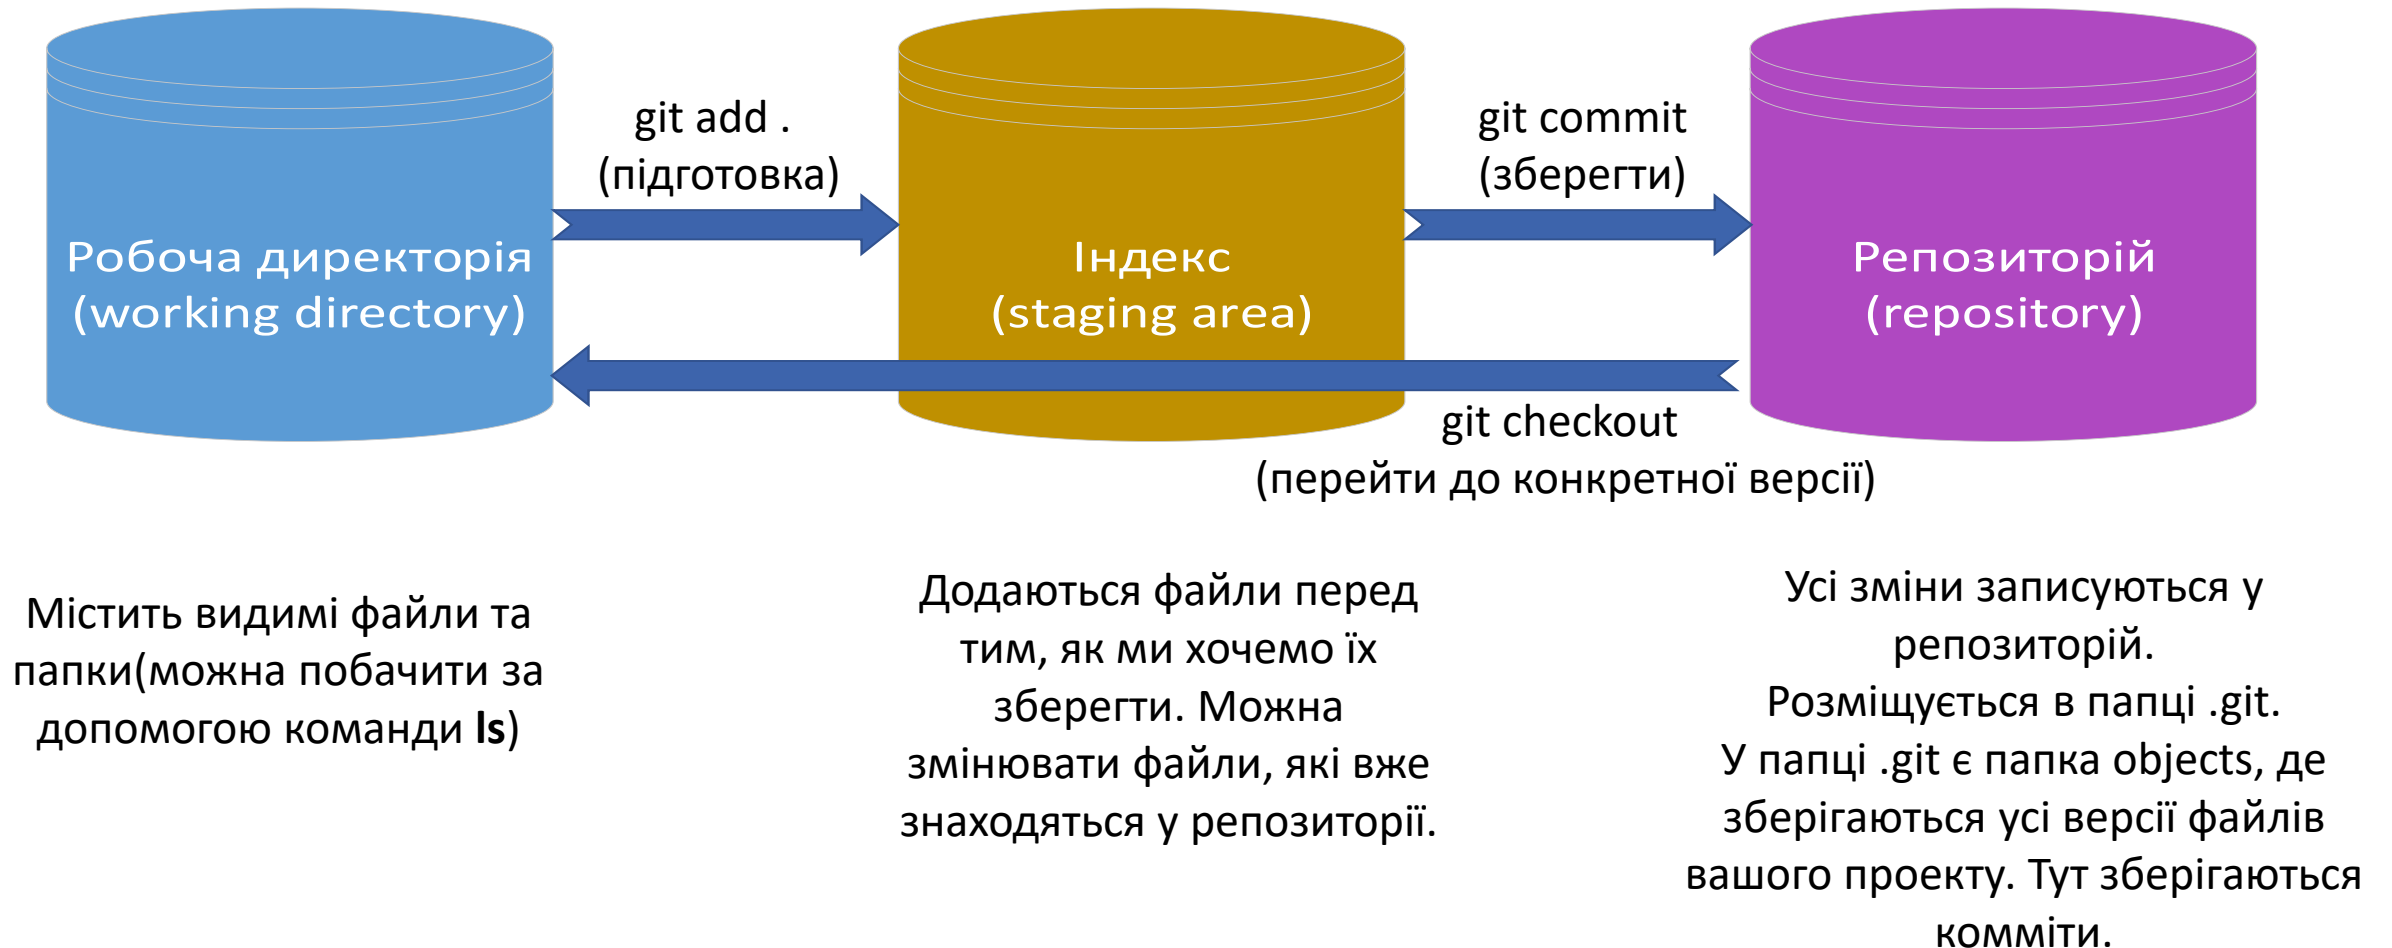 git add .
(підготовка)
git commit
(зберегти)
Робоча директорія
(working directory)
Індекс
(staging area)
Репозиторій
(repository)
git checkout
(перейти до конкретної версії)
Містить видимі файли та
папки(можна побачити за
допомогою команди ls)
Додаються файли перед
тим, як ми хочемо їх
зберегти. Можна
змінювати файли, які вже
знаходяться у репозиторії.
Усі зміни записуються у
репозиторій.
Розміщується в папці .git.
У папці .git є папка objects, де
зберігаються усі версії файлів
вашого проекту. Тут зберігаються
комміти.